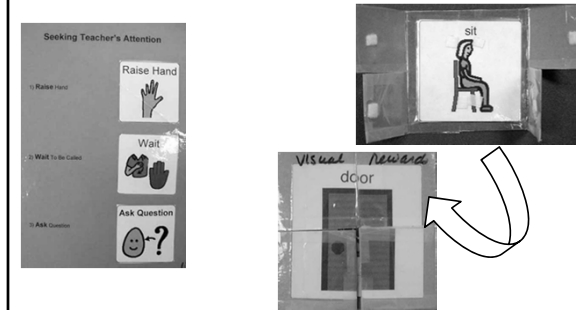 Seeking Teacher's Attention
Raise Hand
1) Raise Hand
Wait
2) Wait To Be Called
Ask Question
3) Ask Question
?
sit
visual reward
door